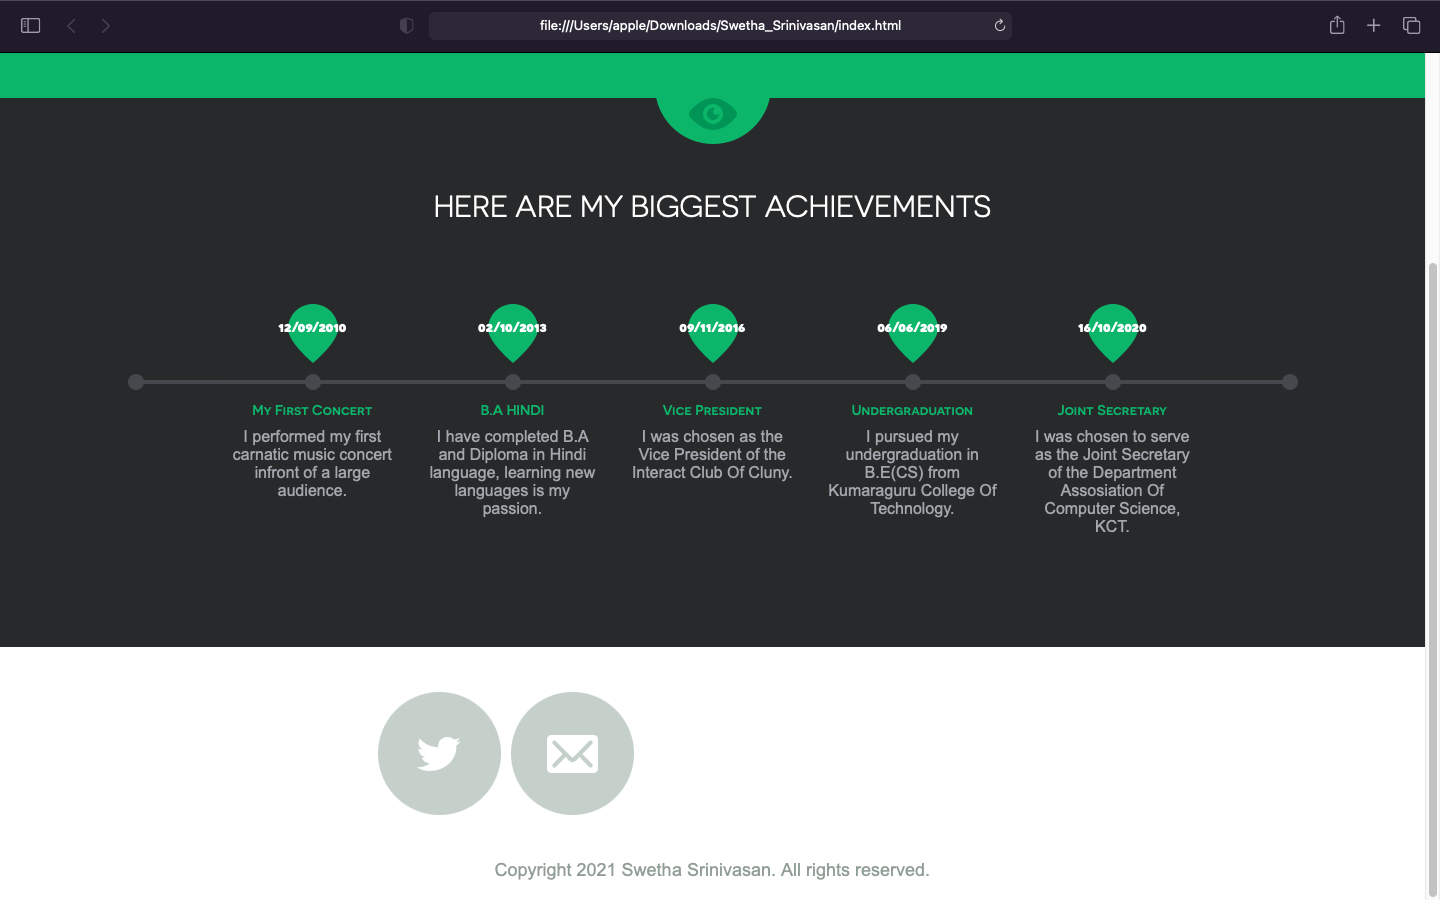 file:///Users/apple/Downloads/Swetha_Srinivasan/index.html
HERE ARE MY BIGGEST ACHIEVEMENTS
12/09/2010
02/10/2013
09/11/2016
06/06/2019
16/10/2020
My First Concert
I performed my first
carnatic music concert
infront of a large
audience.
B.A HINDI
I have completed B.A
and Diploma in Hindi
language, learning new
languages is my
passion.
Vice President
I was chosen as the
Vice President of the
Interact Club Of Cluny.
Undergraduation
I pursued my
undergraduation in
B.E(CS) from
Kumaraguru College Of
Technology.
Joint Secretary
I was chosen to serve
as the Joint Secretary
of the Department
Assosiation Of
Computer Science,
KCT.
Copyright 2021 Swetha Srinivasan. All rights reserved.